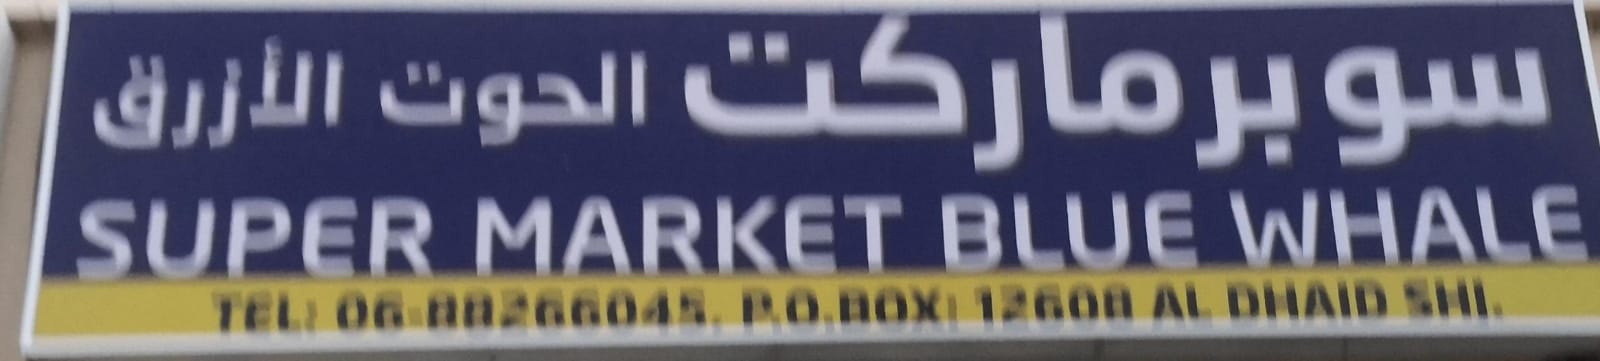 سوبرماركت الحوت الأزرق
SUPER MARKET BLUE WHALE
TEL: 06-88266045, P.O.BOX: 12608 AL DHAID SHJ.